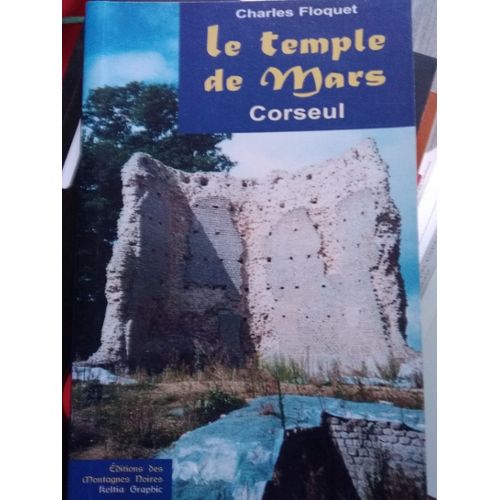 Charles Floquet
le temple
de Mars
Corseul
Éditions des
Montagnes Noires
Keltia Graphic